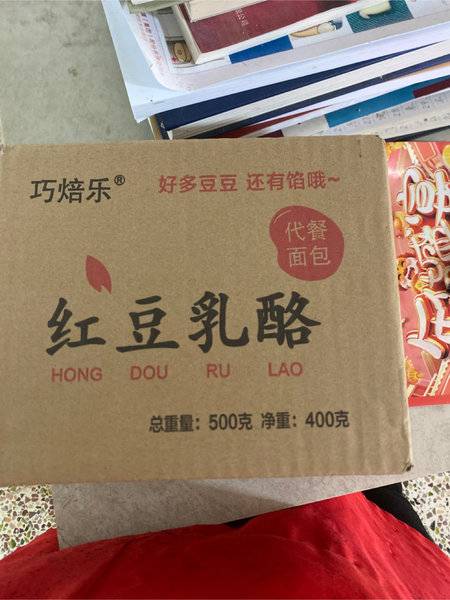 巧焙乐®
好多豆豆 还有馅哦~
代餐
面包
红豆乳酪
HONG DOU RU LAO
总重量：500克 净重：400克